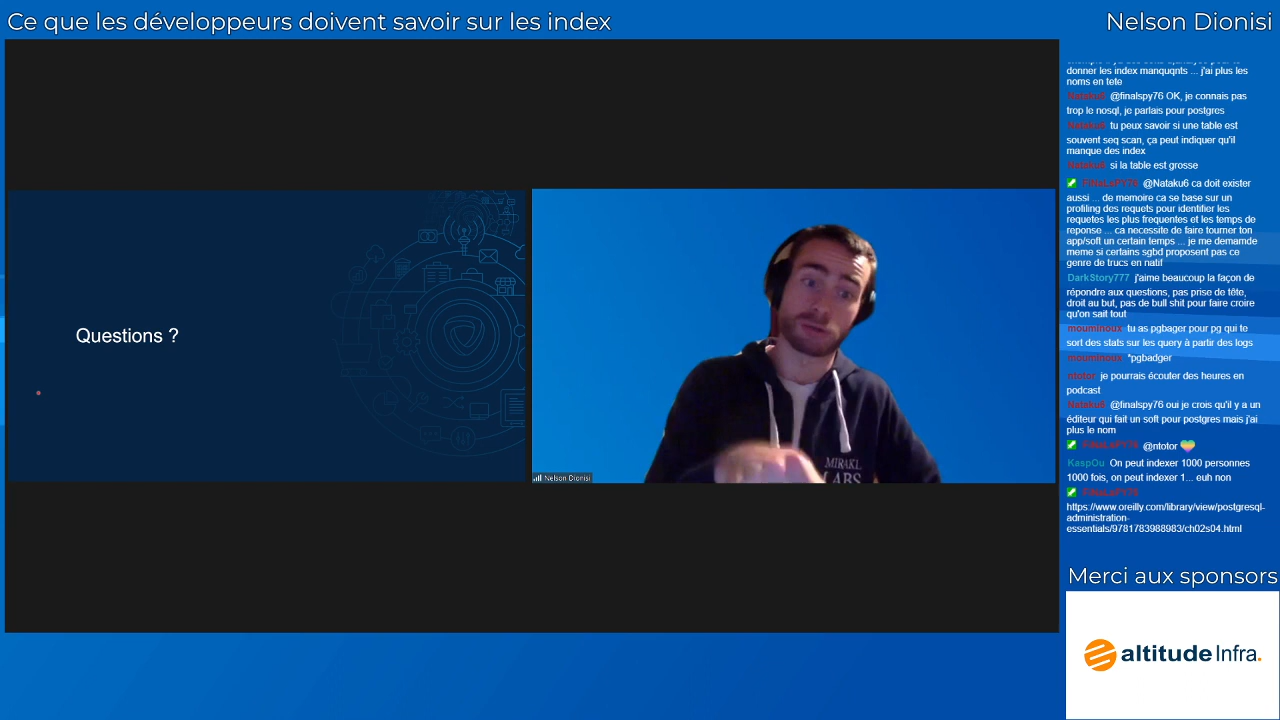 Ce que les développeurs doivent savoir sur les index
Nelson Dionisi
donner les index manquqnts ... j'ai plus les
noms en tete
Nataku6 @finalspy76 OK, je connais pas
trop le nosql, je parlais pour postgres
Nataku6 tu peux savoir si une table est
souvent seq scan, ça peut indiquer qu'il
manque des index
Nataku6 si la table est grosse
FiNaLsPY76 @Nataku6 ca doit exister
aussi ... de memoire ca se base sur un
profiling des requets pour identifier les
requetes les plus frequentes et les temps de
reponse ... ca necessite de faire tourner ton
app/soft un certain temps ... je me demamde
meme si certains sgbd proposent pas ce
genre de trucs en natif
DarkStory777 j'aime beaucoup la façon de
répondre aux questions, pas prise de tête,
droit au but, pas de bull shit pour faire croire
qu'on sait tout
mouminoux tu as pgbager pour pg qui te
sort des stats sur les query à partir des logs
mouminoux *pgbadger
ntotor je pourrais écouter des heures en
podcast
Nataku6 @finalspy76 oui je crois qu'il y a un
éditeur qui fait un soft pour postgres mais j'ai
plus le nom
FiNaLsPY76 @ntotor
KaspOu On peut indexer 1000 personnes
1000 fois, on peut indexer 1... euh non
FiNaLsPY76
https://www.oreilly.com/library/view/postgresql-
administration-
essentials/9781783988983/ch02s04.html
Questions ?
MIRAKL
LABS
Nelson Dionisi
Merci aux sponsors
altitude Infra.